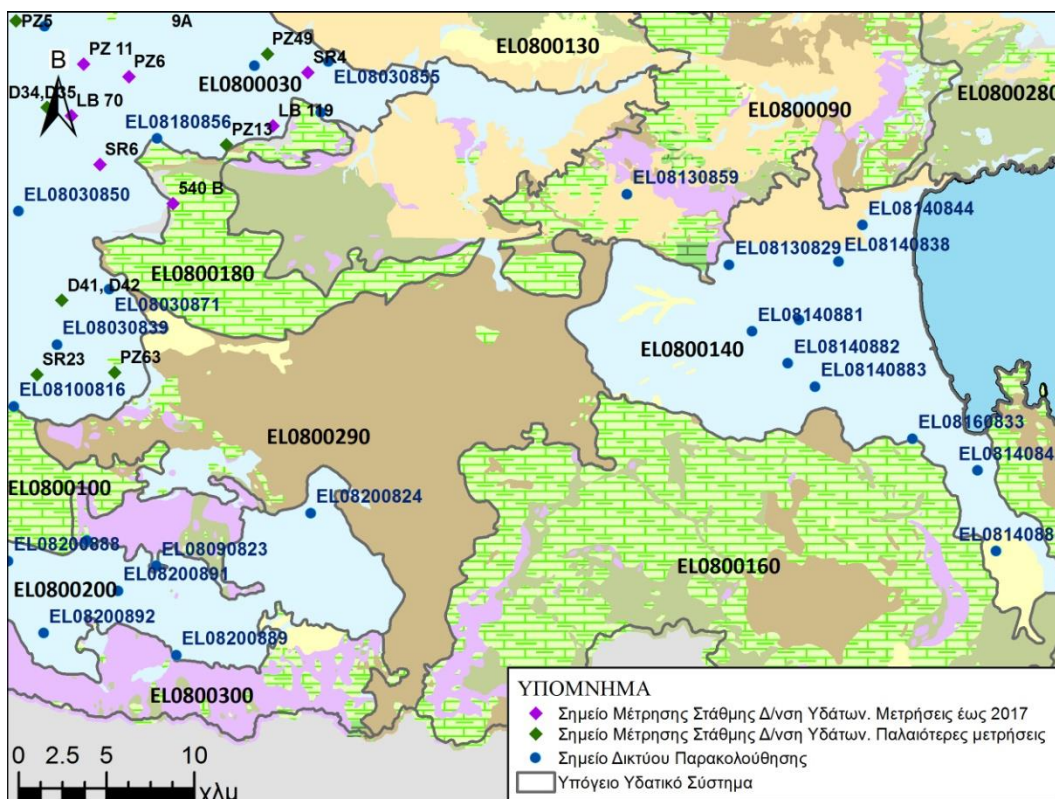 PZ5
9A
PZ 11
PZ6
PZ49
SR4
EL0800130
EL0800030
EL08030855
EL0800090
EL0800280
B
D34,D35
LB 70
EL08180856
LB 119
PZ13
SR6
EL08130859
540 B
EL08030850
EL08140844
EL08130829
EL08140838
EL0800180
D41, D42
EL08030871
EL08030839
EL08140881
EL0800140
EL08140882
SR23
PZ63
EL08100816
EL08140883
EL08160833
EL0800290
EL0814084
EL0800100
EL08200824
EL0814088
EL08200888
EL08090823
EL08200891
EL0800160
EL0800200
EL08200892
EL08200889
EL0800300
ΥΠΟΜΝΗΜΑ
Σημείο Μέτρησης Στάθμης Δ/νση Υδάτων. Μετρήσεις έως 2017
Σημείο Μέτρησης Στάθμης Δ/νση Υδάτων. Παλαιότερες μετρήσεις
Σημείο Δικτύου Παρακολούθησης
Υπόγειο Υδατικό Σύστημα
0 2.5 5 10
χλμ